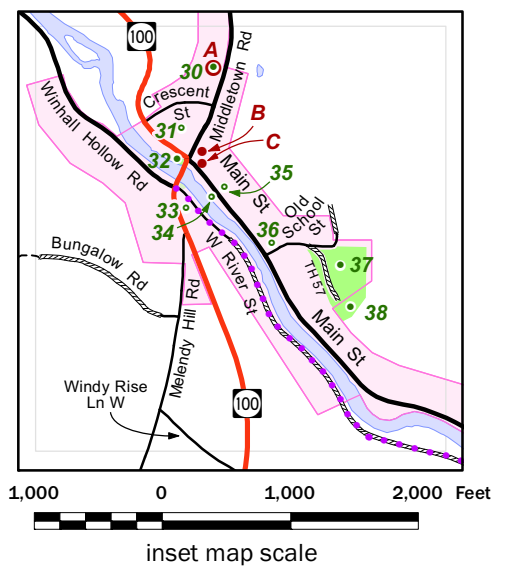 100
A
30
Middletown Rd
Crescent
St
31
B
C
Winhall Hollow Rd
32
35
Main St
33
34
Old
School
St
36
W River St
Bungalow Rd
TH 57
37
38
Melendy Hill Rd
Main St
Windy Rise
Ln W
100
1,000 0 1,000 2,000 Feet
inset map scale